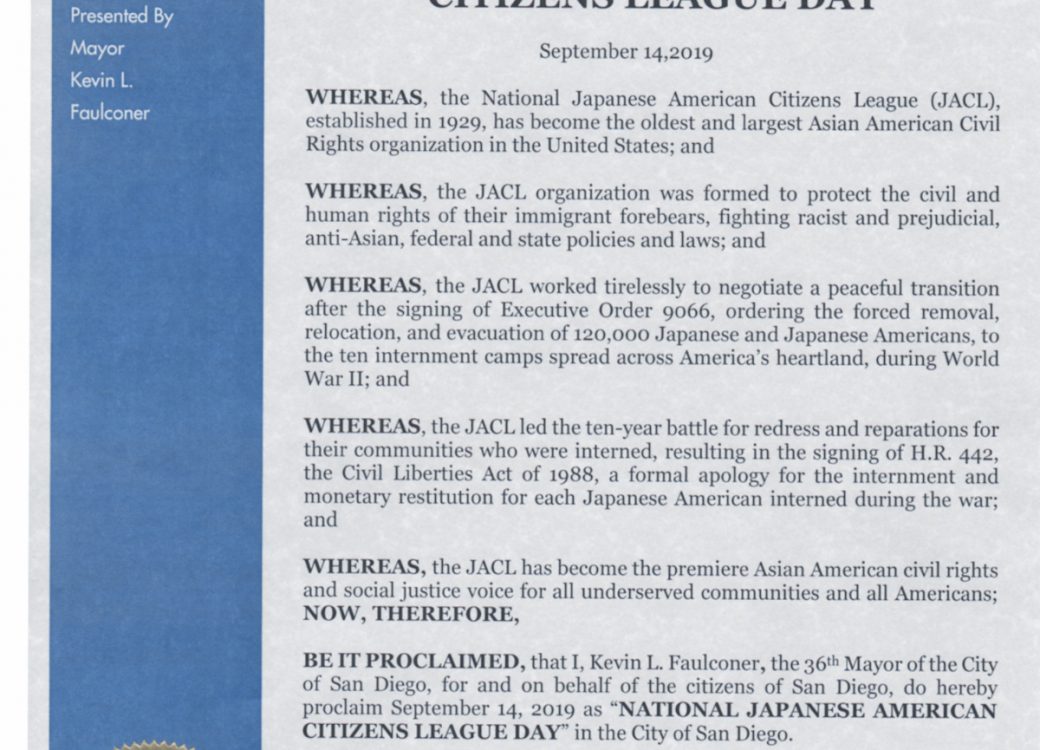 Presented By
Mayor
Kevin L.
Faulconer
CITIZENS LEAGUE DAY
September 14,2019
WHEREAS, the National Japanese American Citizens League (JACL),
established in 1929, has become the oldest and largest Asian American Civil
Rights organization in the United States; and
WHEREAS, the JACL organization was formed to protect the civil and
human rights of their immigrant forebears, fighting racist and prejudicial,
anti-Asian, federal and state policies and laws; and
WHEREAS, the JACL worked tirelessly to negotiate a peaceful transition
after the signing of Executive Order 9066, ordering the forced removal,
relocation, and evacuation of 120,000 Japanese and Japanese Americans, to
the ten internment camps spread across America's heartland, during World
War II; and
WHEREAS, the JACL led the ten-year battle for redress and reparations for
their communities who were interned, resulting in the signing of H.R. 442,
the Civil Liberties Act of 1988, a formal apology for the internment and
monetary restitution for each Japanese American interned during the war;
and
WHEREAS, the JACL has become the premiere Asian American civil rights
and social justice voice for all underserved communities and all Americans;
NOW, THEREFORE,
BE IT PROCLAIMED, that I, Kevin L. Faulconer, the 36th Mayor of the City
of San Diego, for and on behalf of the citizens of San Diego, do hereby
proclaim September 14, 2019 as “NATIONAL JAPANESE AMERICAN
CITIZENS LEAGUE DAY” in the City of San Diego.